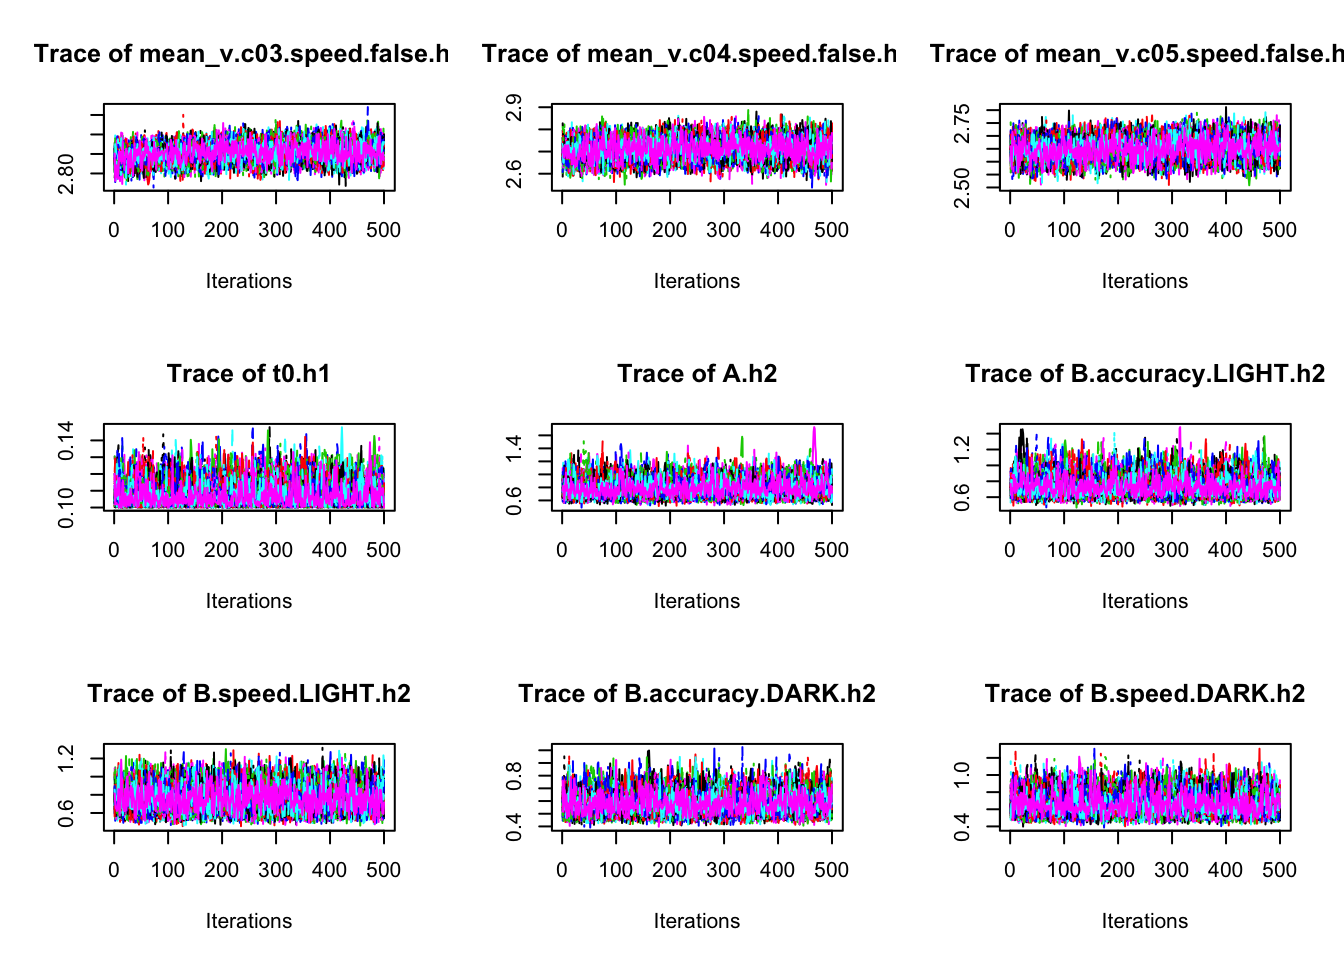 Trace of mean_v.c03.speed.false.h
Trace of mean_v.c04.speed.false.h
Trace of mean_v.c05.speed.false.h
2.80
0 100 200 300 400 500
Iterations
2.6 2.9
0 100 200 300 400 500
Iterations
2.50 2.75
0 100 200 300 400 500
Iterations
Trace of t0.h1
Trace of A.h2
Trace of B.accuracy.LIGHT.h2
0.10 0.14
0 100 200 300 400 500
Iterations
0.6 1.4
0 100 200 300 400 500
Iterations
0.6 1.2
0 100 200 300 400 500
Iterations
Trace of B.speed.LIGHT.h2
Trace of B.accuracy.DARK.h2
Trace of B.speed.DARK.h2
0.6 1.2
0 100 200 300 400 500
Iterations
0.4 0.8
0 100 200 300 400 500
Iterations
0.4 1.0
0 100 200 300 400 500
Iterations